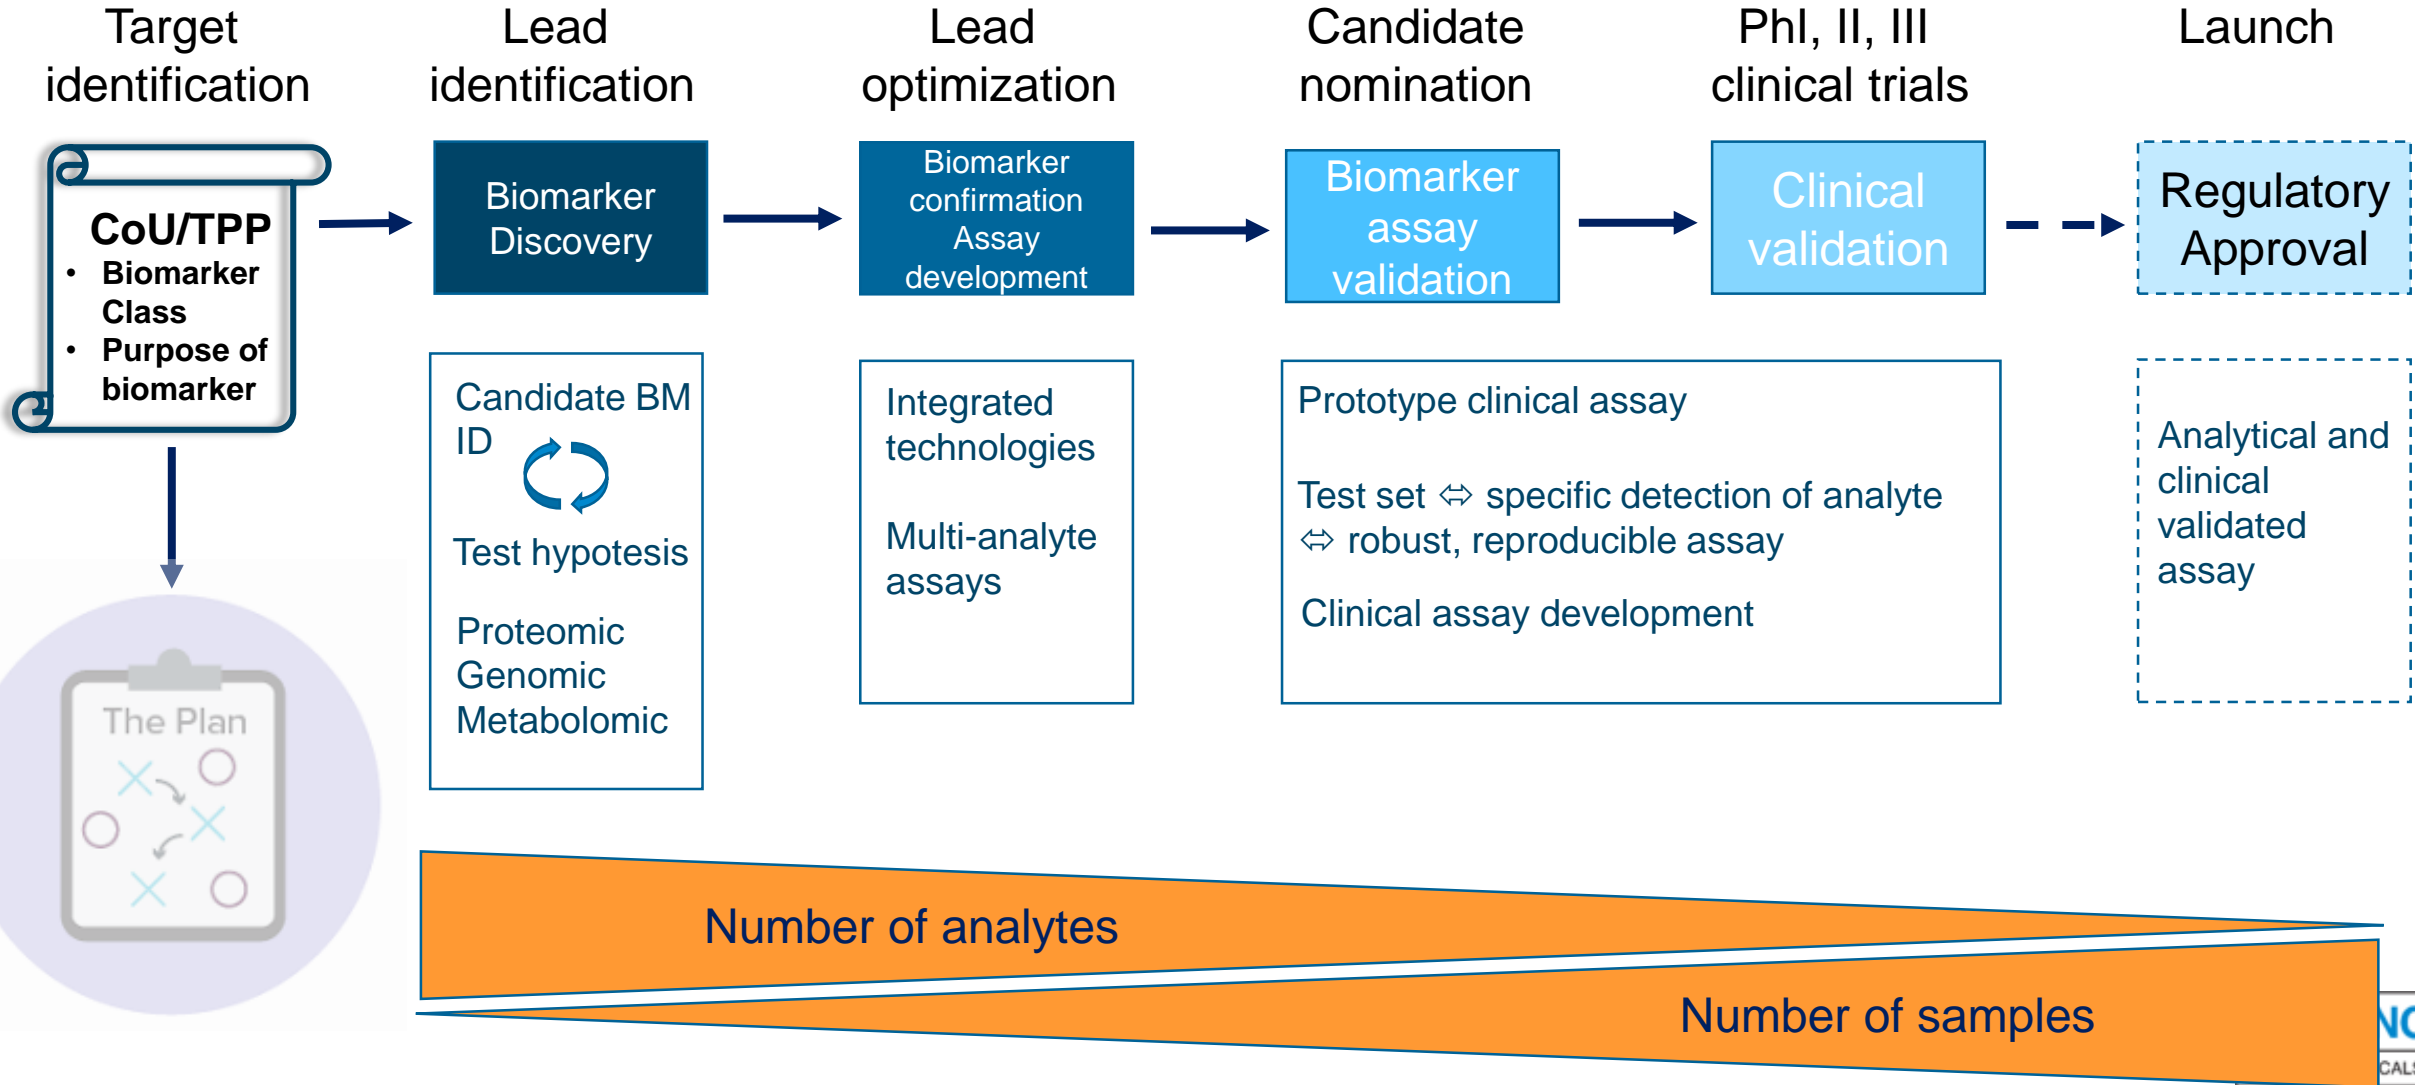 Target
identification
Lead
identification
Lead
optimization
Candidate
nomination
PhI, II, III
clinical trials
Launch
CoU/TPP
• Biomarker
Class
• Purpose of
biomarker
Biomarker
Discovery
Biomarker
confirmation
Assay
development
Biomarker
assay
validation
Clinical
validation
Regulatory
Approval
Candidate BM
ID
Test hypotesis
Proteomic
Genomic
Metabolomic
Integrated
technologies
Multi-analyte
assays
Prototype clinical assay
Test set ⬄ specific detection of analyte
⬄ robust, reproducible assay
Clinical assay development
Analytical and
clinical
validated
assay
The Plan
Number of analytes
Number of samples